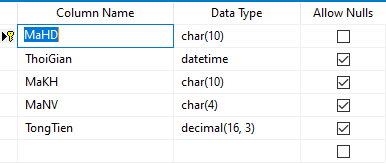 Column Name Data Type Allow Nulls
MaHD char(10)
ThoiGian datetime
MaKH char(10)
MaNV char(4)
TongTien decimal(16, 3)